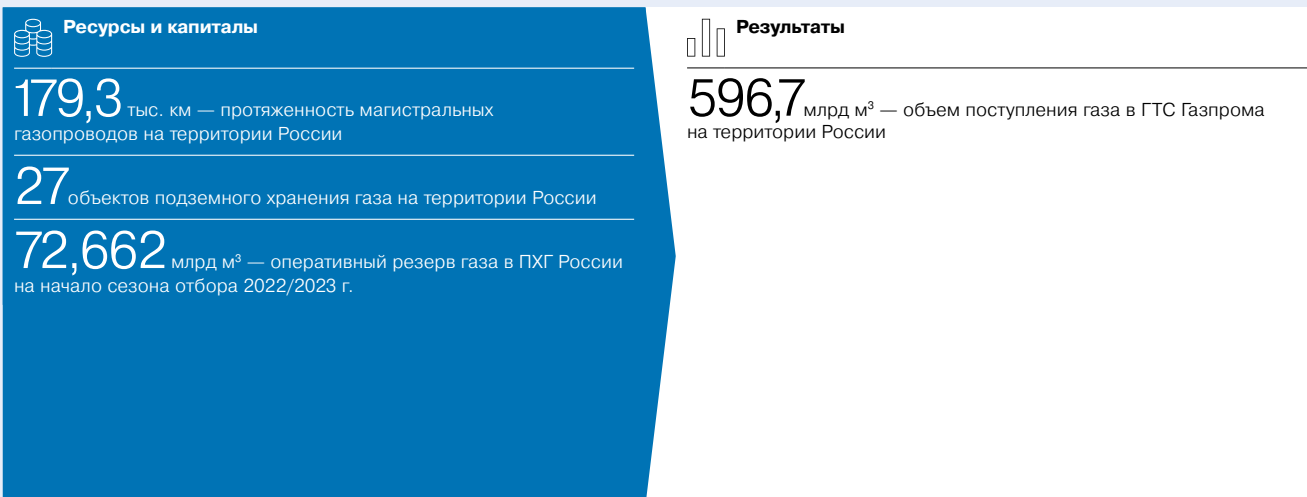 Ресурсы и капиталы
179,3 тыс. км — протяженность магистральных
газопроводов на территории России
27 объектов подземного хранения газа на территории России
72,662 млрд м³ — оперативный резерв газа в ПХГ России
на начало сезона отбора 2022/2023 г.
Результаты
596,7 млрд м³ — объем поступления газа в ГТС Газпрома
на территории России